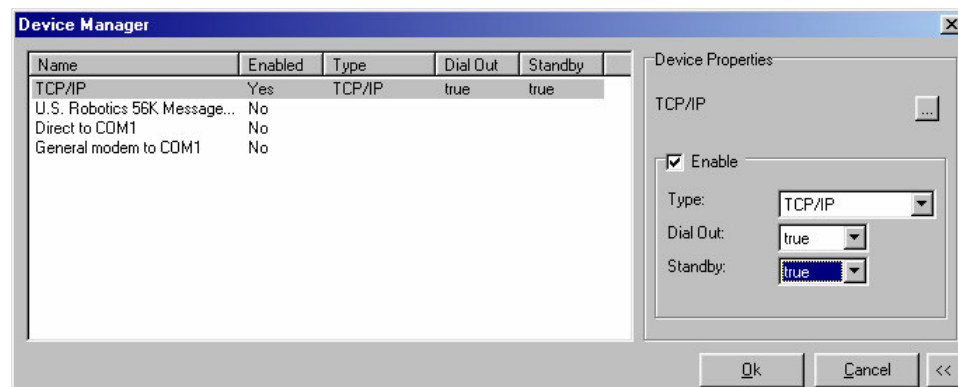 Device Manager
Name Enabled Type Dial Out Standby
TCP/IP Yes TCP/IP true true
U.S. Robotics 56K Message... No
Direct to COM1 No
General modem to COM1 No
Device Properties
TCP/IP ...
Enable
Type: TCP/IP
Dial Out: true
Standby: true
Ok Cancel <<